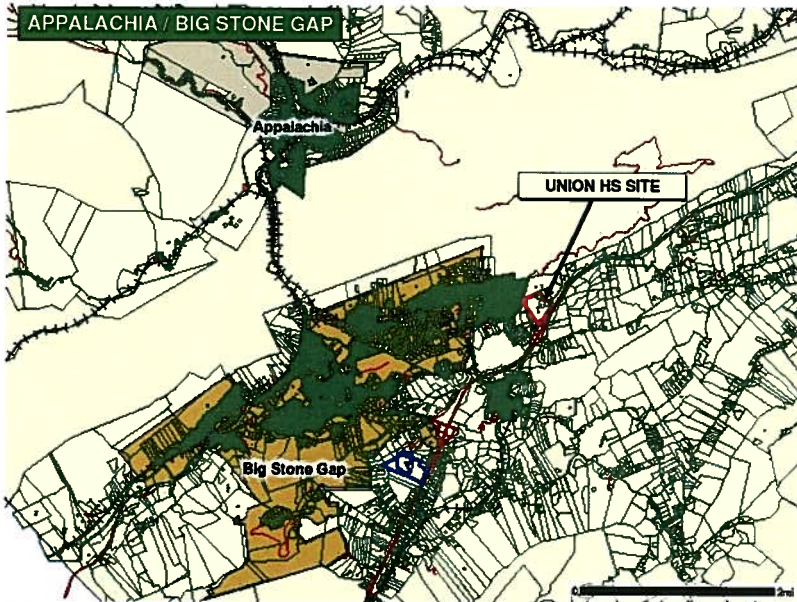 APPALACHIA / BIG STONE GAP
Appalachia
UNION HS SITE
Big Stone Gap
0 2mi